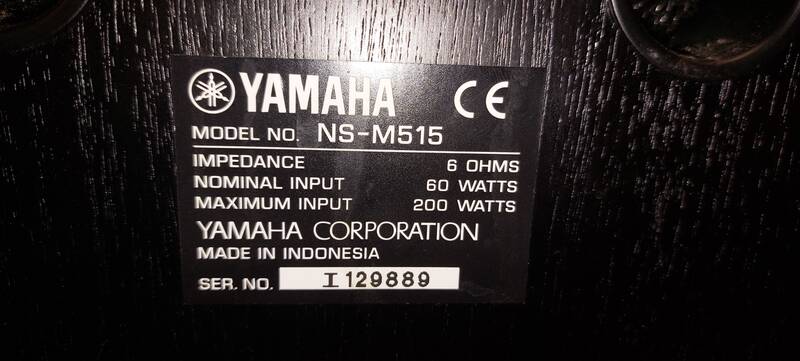 YAMAHA CE
MODEL NO. NS-M515
IMPEDANCE 6 OHMS
NOMINAL INPUT 60 WATTS
MAXIMUM INPUT 200 WATTS
YAMAHA CORPORATION
MADE IN INDONESIA
SER. NO. I 129889